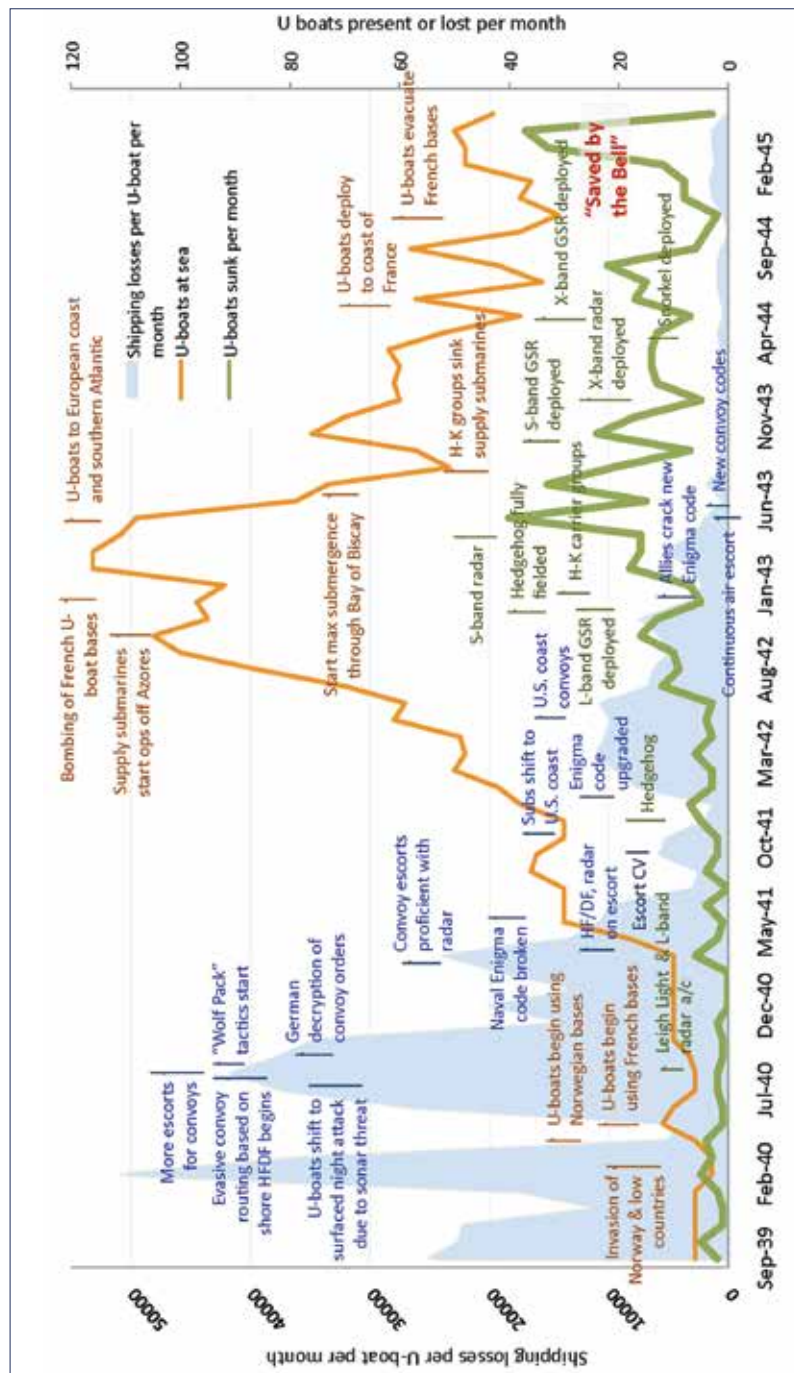 U boats present or lost per month
120
100
80
60
40
20
0
Shipping losses per U-boat per month
50000
40000
30000
20000
10000
0
Sep-39
Feb-40
Jul-40
Dec-40
May-41
Oct-41
Mar-42
Aug-42
Jan-43
Jun-43
Nov-43
Apr-44
Sep-44
Feb-45
Shipping losses per U-boat per
month
U-boats at sea
U-boats sunk per month
More escorts
for convoys
Evasive convoy
routing based on
shore HFDF begins
U-boats shift to
surfaced night attack
due to sonar threat
Invasion of
Norway & low
countries
"Wolf Pack"
tactics start
German
decryption of
convoy orders
U-boats begin using
Norwegian bases
U-boats begin
using French bases
Leigh Light & L-band
radar a/c
Convoy escorts
proficient with
radar
Naval Enigma
code broken
HF/DF, radar
on escort
Escort CV
Subs shift to
U.S. coast
Enigma
code
upgraded
Hedgehog
U.S. coast
convoys
L-band GSR
deployed
Bombing of French U-
boat bases
Supply submarines
start ops off Azores
Start max submergence
through Bay of Biscay
S-band radar
Hedgehog fully
fielded
H-K carrier groups
Allies crack new
Enigma code
Continuous air escort
New convoy codes
U-boats to European coast
and southern Atlantic
H-K groups sink
supply submarines
S-band GSR
deployed
X-band radar
deployed
U-boats deploy
to coast of
France
X-band GSR deployed
Snorkel deployed
U-boats evacuate
French bases
"Saved by
the Bell"